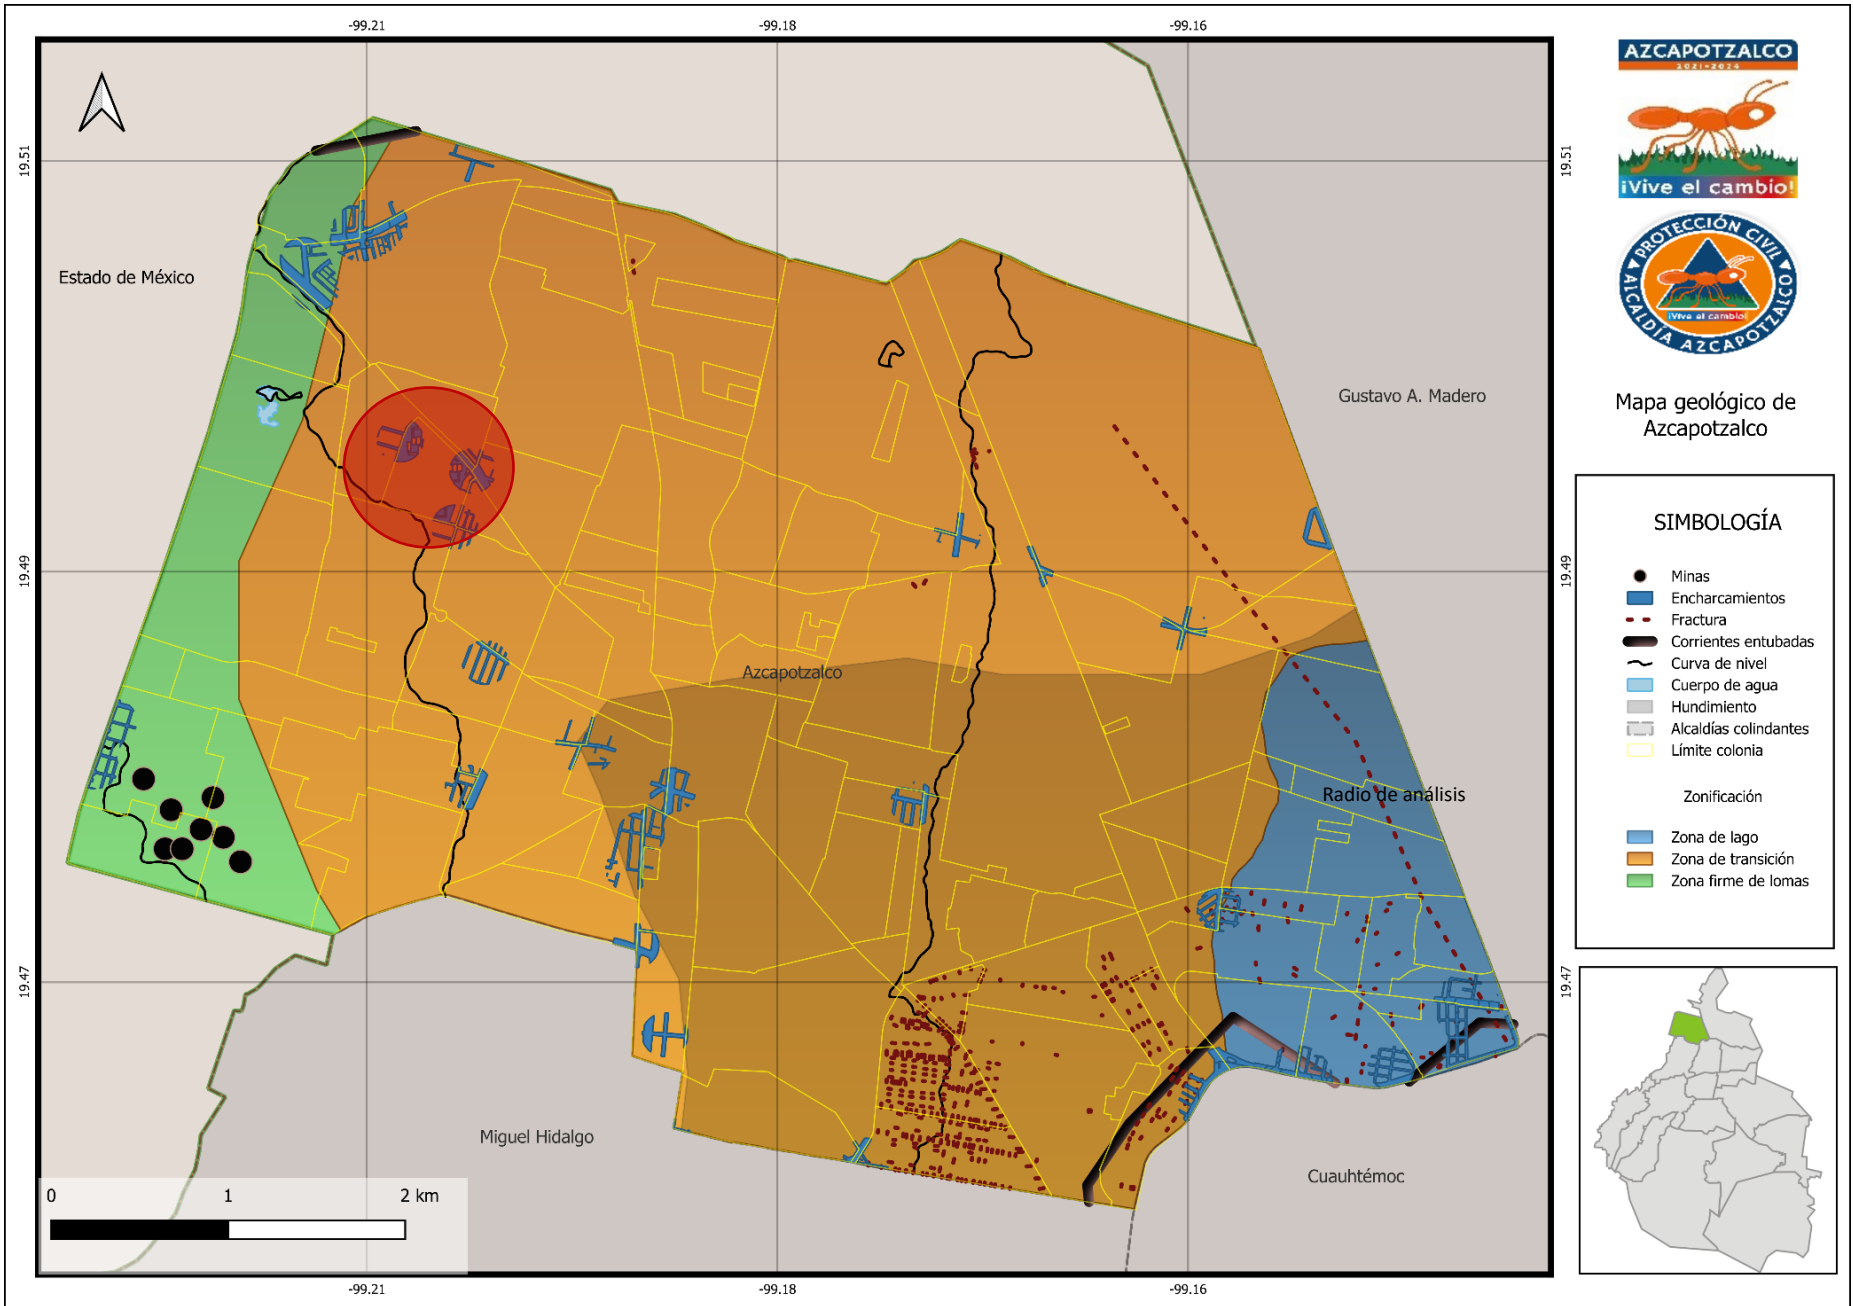 -99.21
-99.18
-99.16
19.51
19.51
Estado de México
Gustavo A. Madero
19.49
19.49
Azcapotzalco
Radio de análisis
19.47
19.47
Miguel Hidalgo
Cuauhtémoc
0
1
2 km
-99.21
-99.18
-99.16
AZCAPOTZALCO
2021-2024
¡Vive el cambio!
PROTECCIÓN CIVIL
¡Vive el cambio!
ALCALDÍA AZCAPOTZALCO
Mapa geológico de
Azcapotzalco
SIMBOLOGÍA
Minas
Encharcamientos
Fractura
Corrientes entubadas
Curva de nivel
Cuerpo de agua
Hundimiento
Alcaldías colindantes
Límite colonia
Zonificación
Zona de lago
Zona de transición
Zona firme de lomas